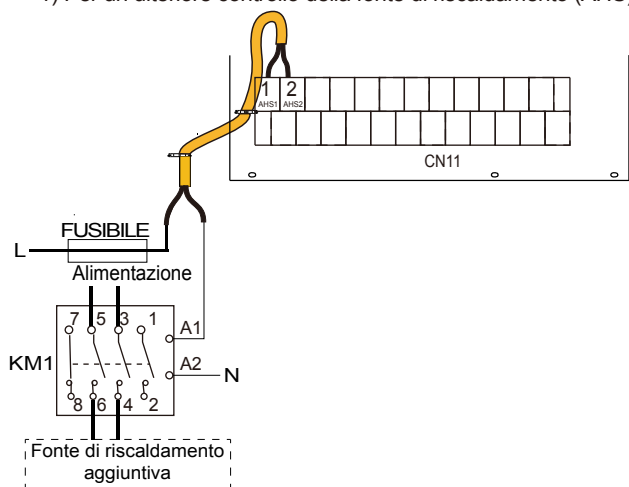 1) Per un ulteriore controllo della fonte di riscaldamento (AHS)
1 2
AHS1 AHS2
CN11
FUSIBILE
L
Alimentazione
7 5 3 1
A1
KM1
A2
N
8 6 4 2
Fonte di riscaldamento
aggiuntiva